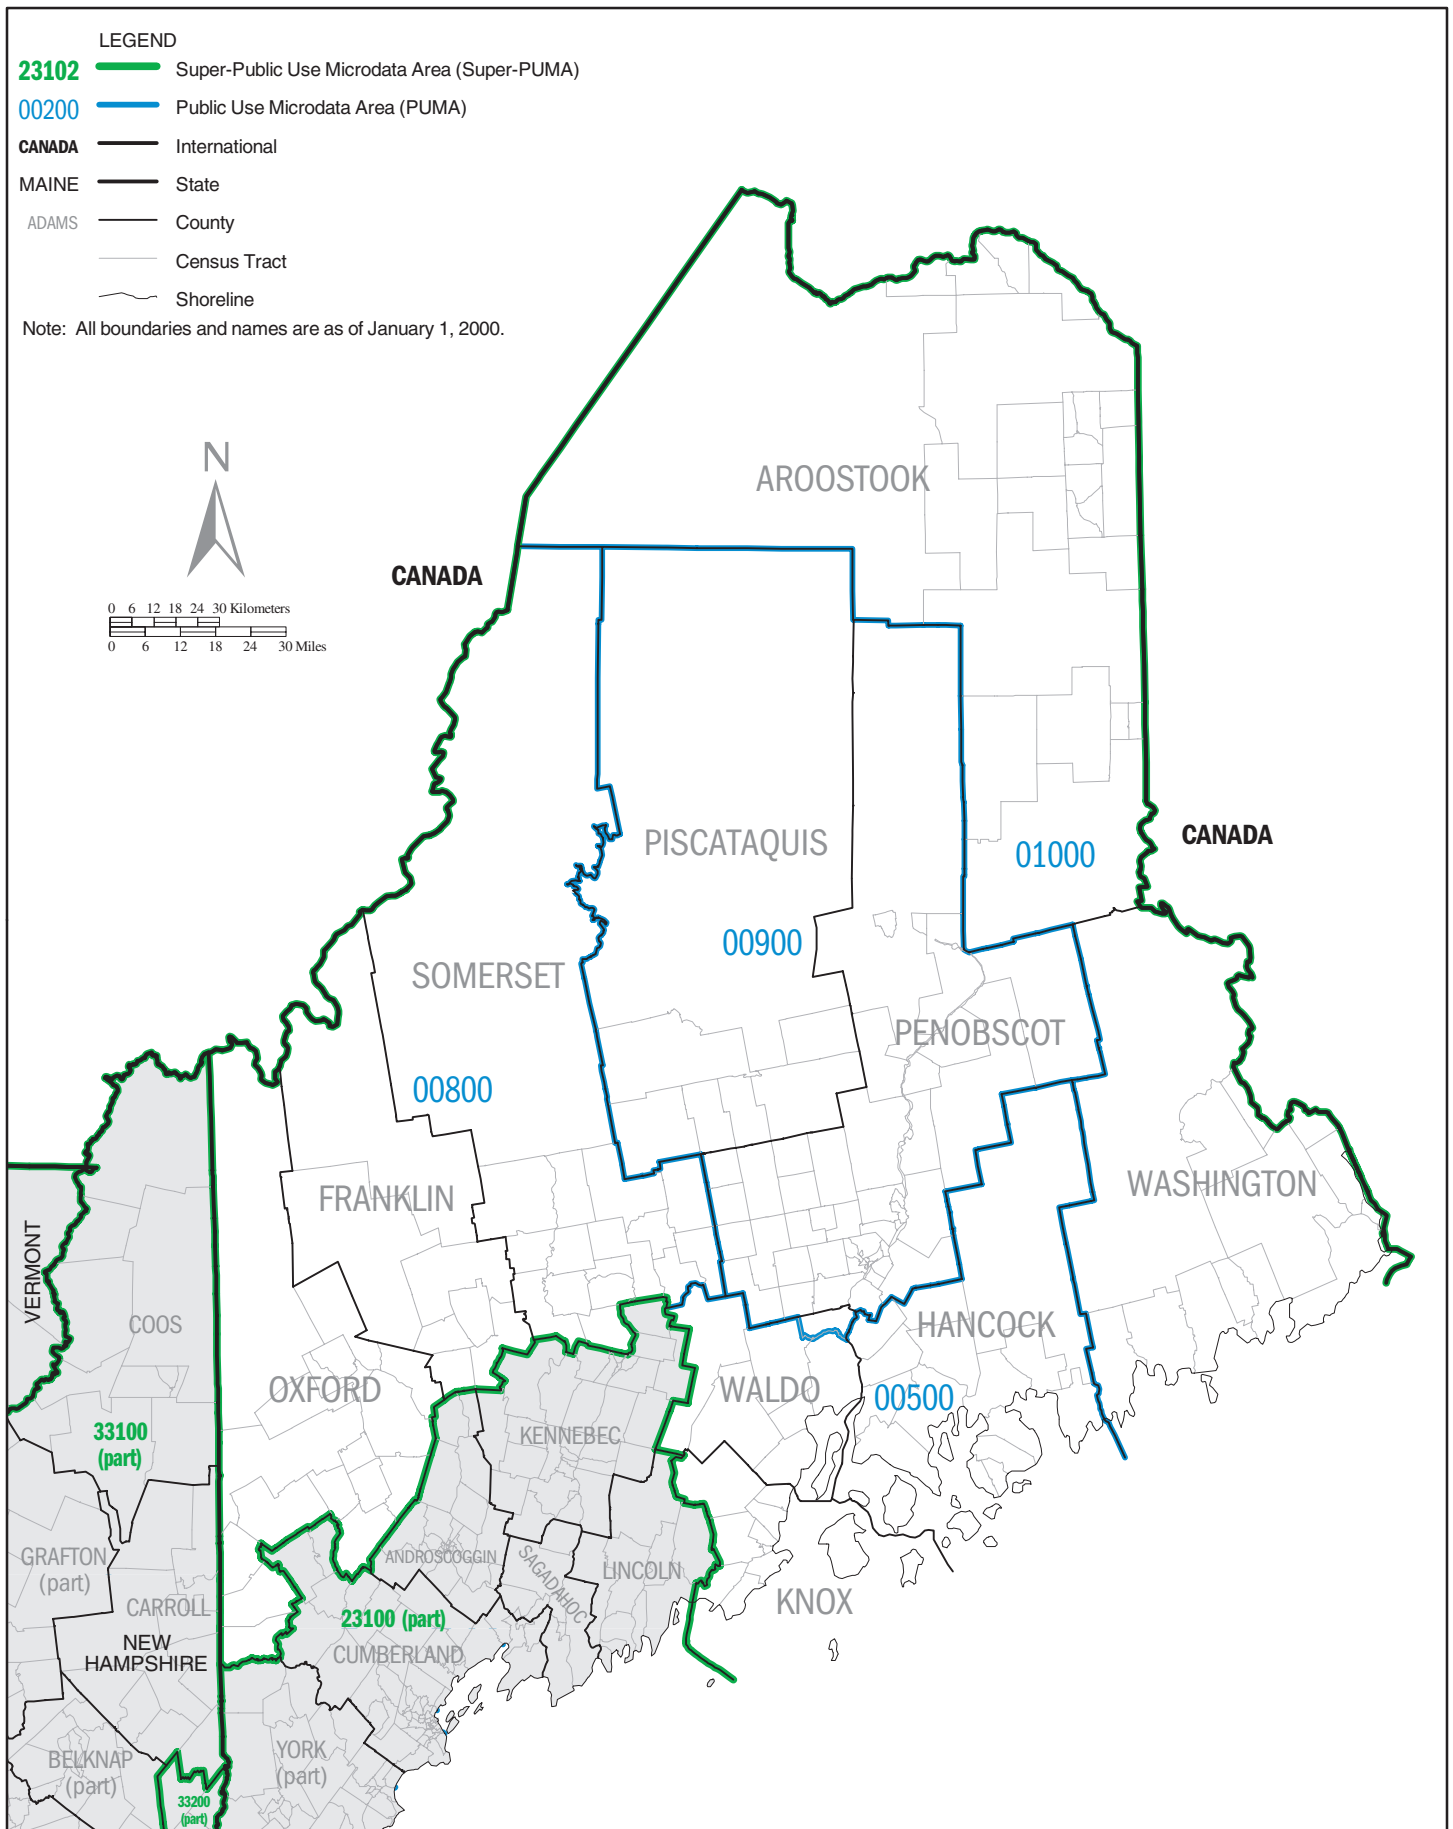 LEGEND
23102 Super-Public Use Microdata Area (Super-PUMA)
00200 Public Use Microdata Area (PUMA)
CANADA International
MAINE State
ADAMS County
Census Tract
Shoreline
Note: All boundaries and names are as of January 1, 2000.
N
AROOSTOOK
CANADA
0 6 12 18 24 30 Kilometers
0 6 12 18 24 30 Miles
CANADA
PISCATAQUIS
01000
00900
SOMERSET
PENOBSCOT
00800
WASHINGTON
FRANKLIN
VERMONT
COOS
HANCOCK
OXFORD
WALDO
00500
33100
(part)
KENNEBEC
GRAFTON
(part)
ANDROSCOGGIN
SAGADAHOC
LINCOLN
KNOX
CARROLL
23100 (part)
NEW
HAMPSHIRE
CUMBERLAND
BELKNAP
(part)
YORK
(part)
33200
(part)